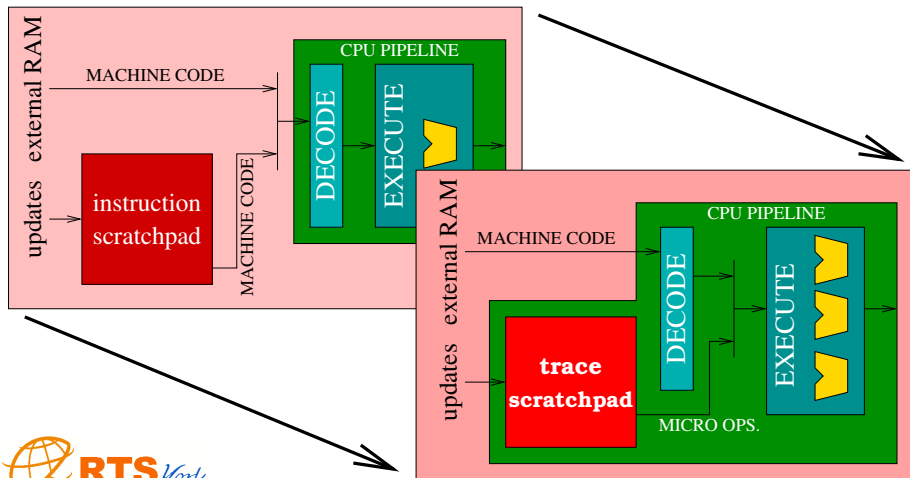 CPU PIPELINE
external RAM
MACHINE CODE
DECODE
EXECUTE
updates
instruction
scratchpad
MACHINE CODE
CPU PIPELINE
external RAM
MACHINE CODE
DECODE
EXECUTE
updates
trace
scratchpad
MICRO OPS.
RTS York